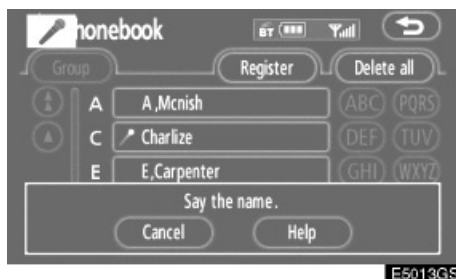 honebook BT
Group Register Delete all
A A,Mcnish ABC PQRS
C Charlize DEF TUV
E E,Carpenter GHI WXYZ
Say the name.
Cancel Help
E5013GS